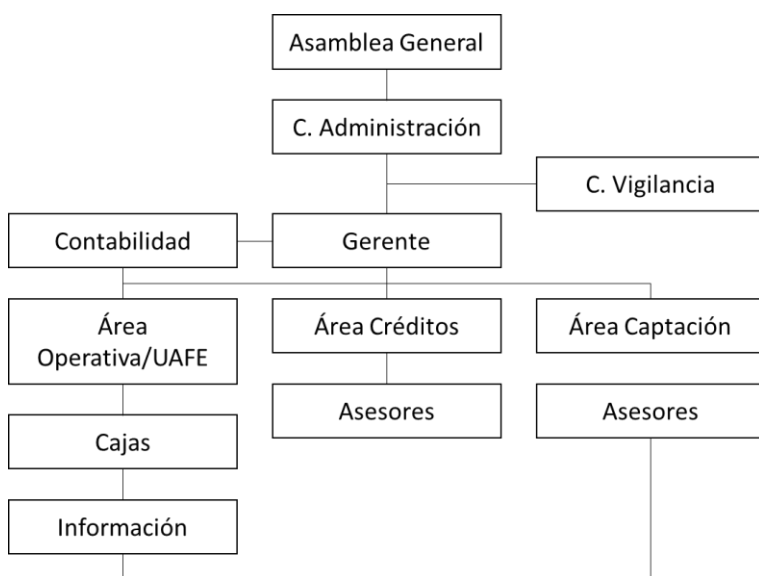 Asamblea General
C. Administración
C. Vigilancia
Contabilidad
Gerente
Área
Operativa/UAFE
Área Créditos
Área Captación
Asesores
Asesores
Cajas
Información